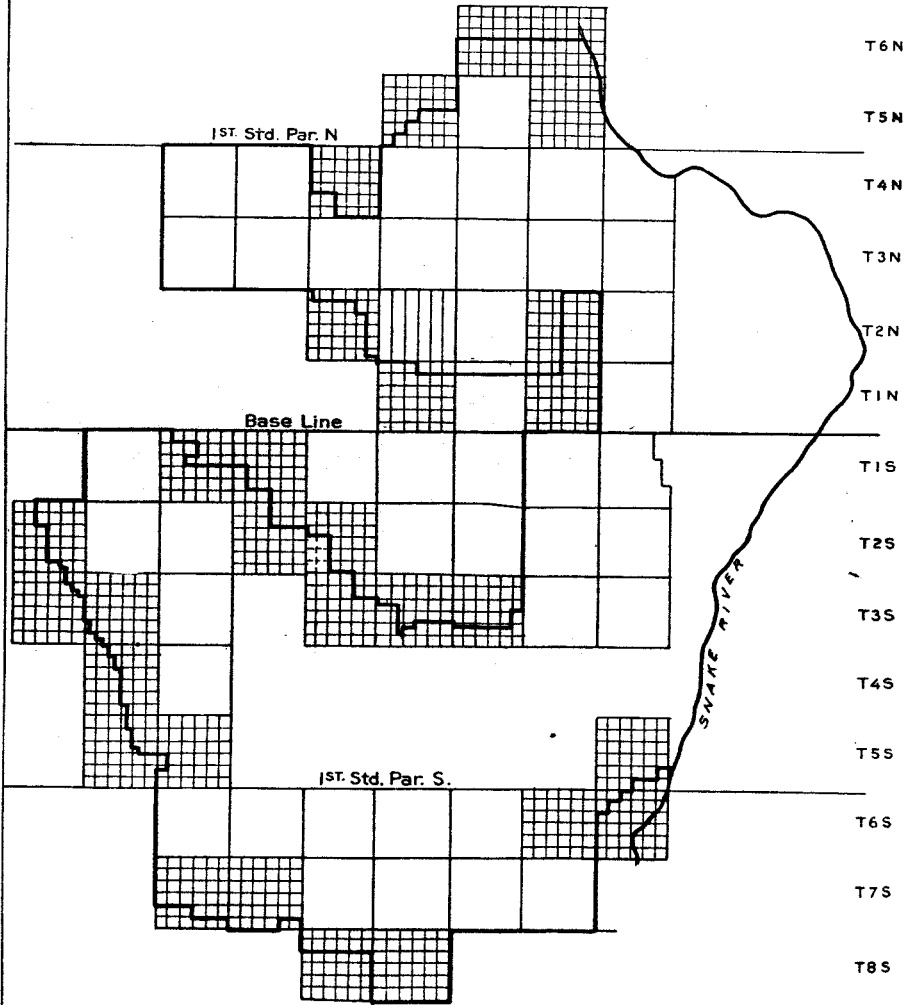 T6N
T5N
1ST. Std. Par. N
T4N
T3N
T2N
T1N
Base Line
T1S
T2S
T3S
SNAKE RIVER
T4S
T5S
1ST. Std. Par. S.
T6S
T7S
T8S